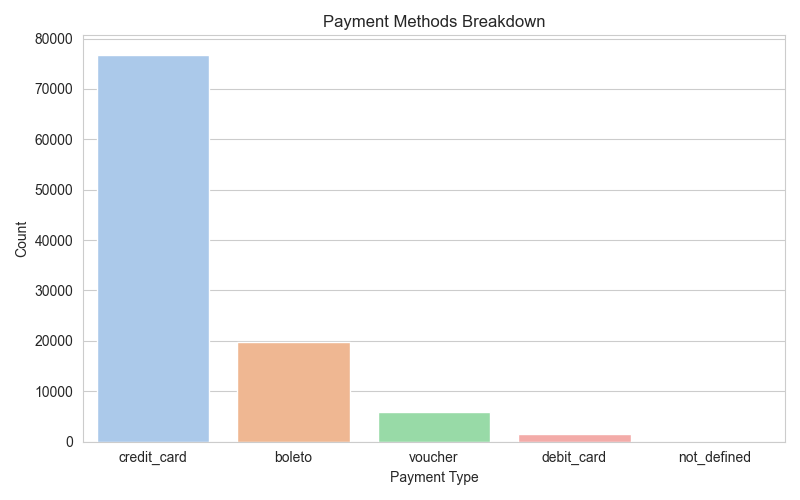 Payment Methods Breakdown
80000
70000
60000
50000
40000
30000
20000
10000
0
Count
credit_card boleto voucher debit_card not_defined
Payment Type